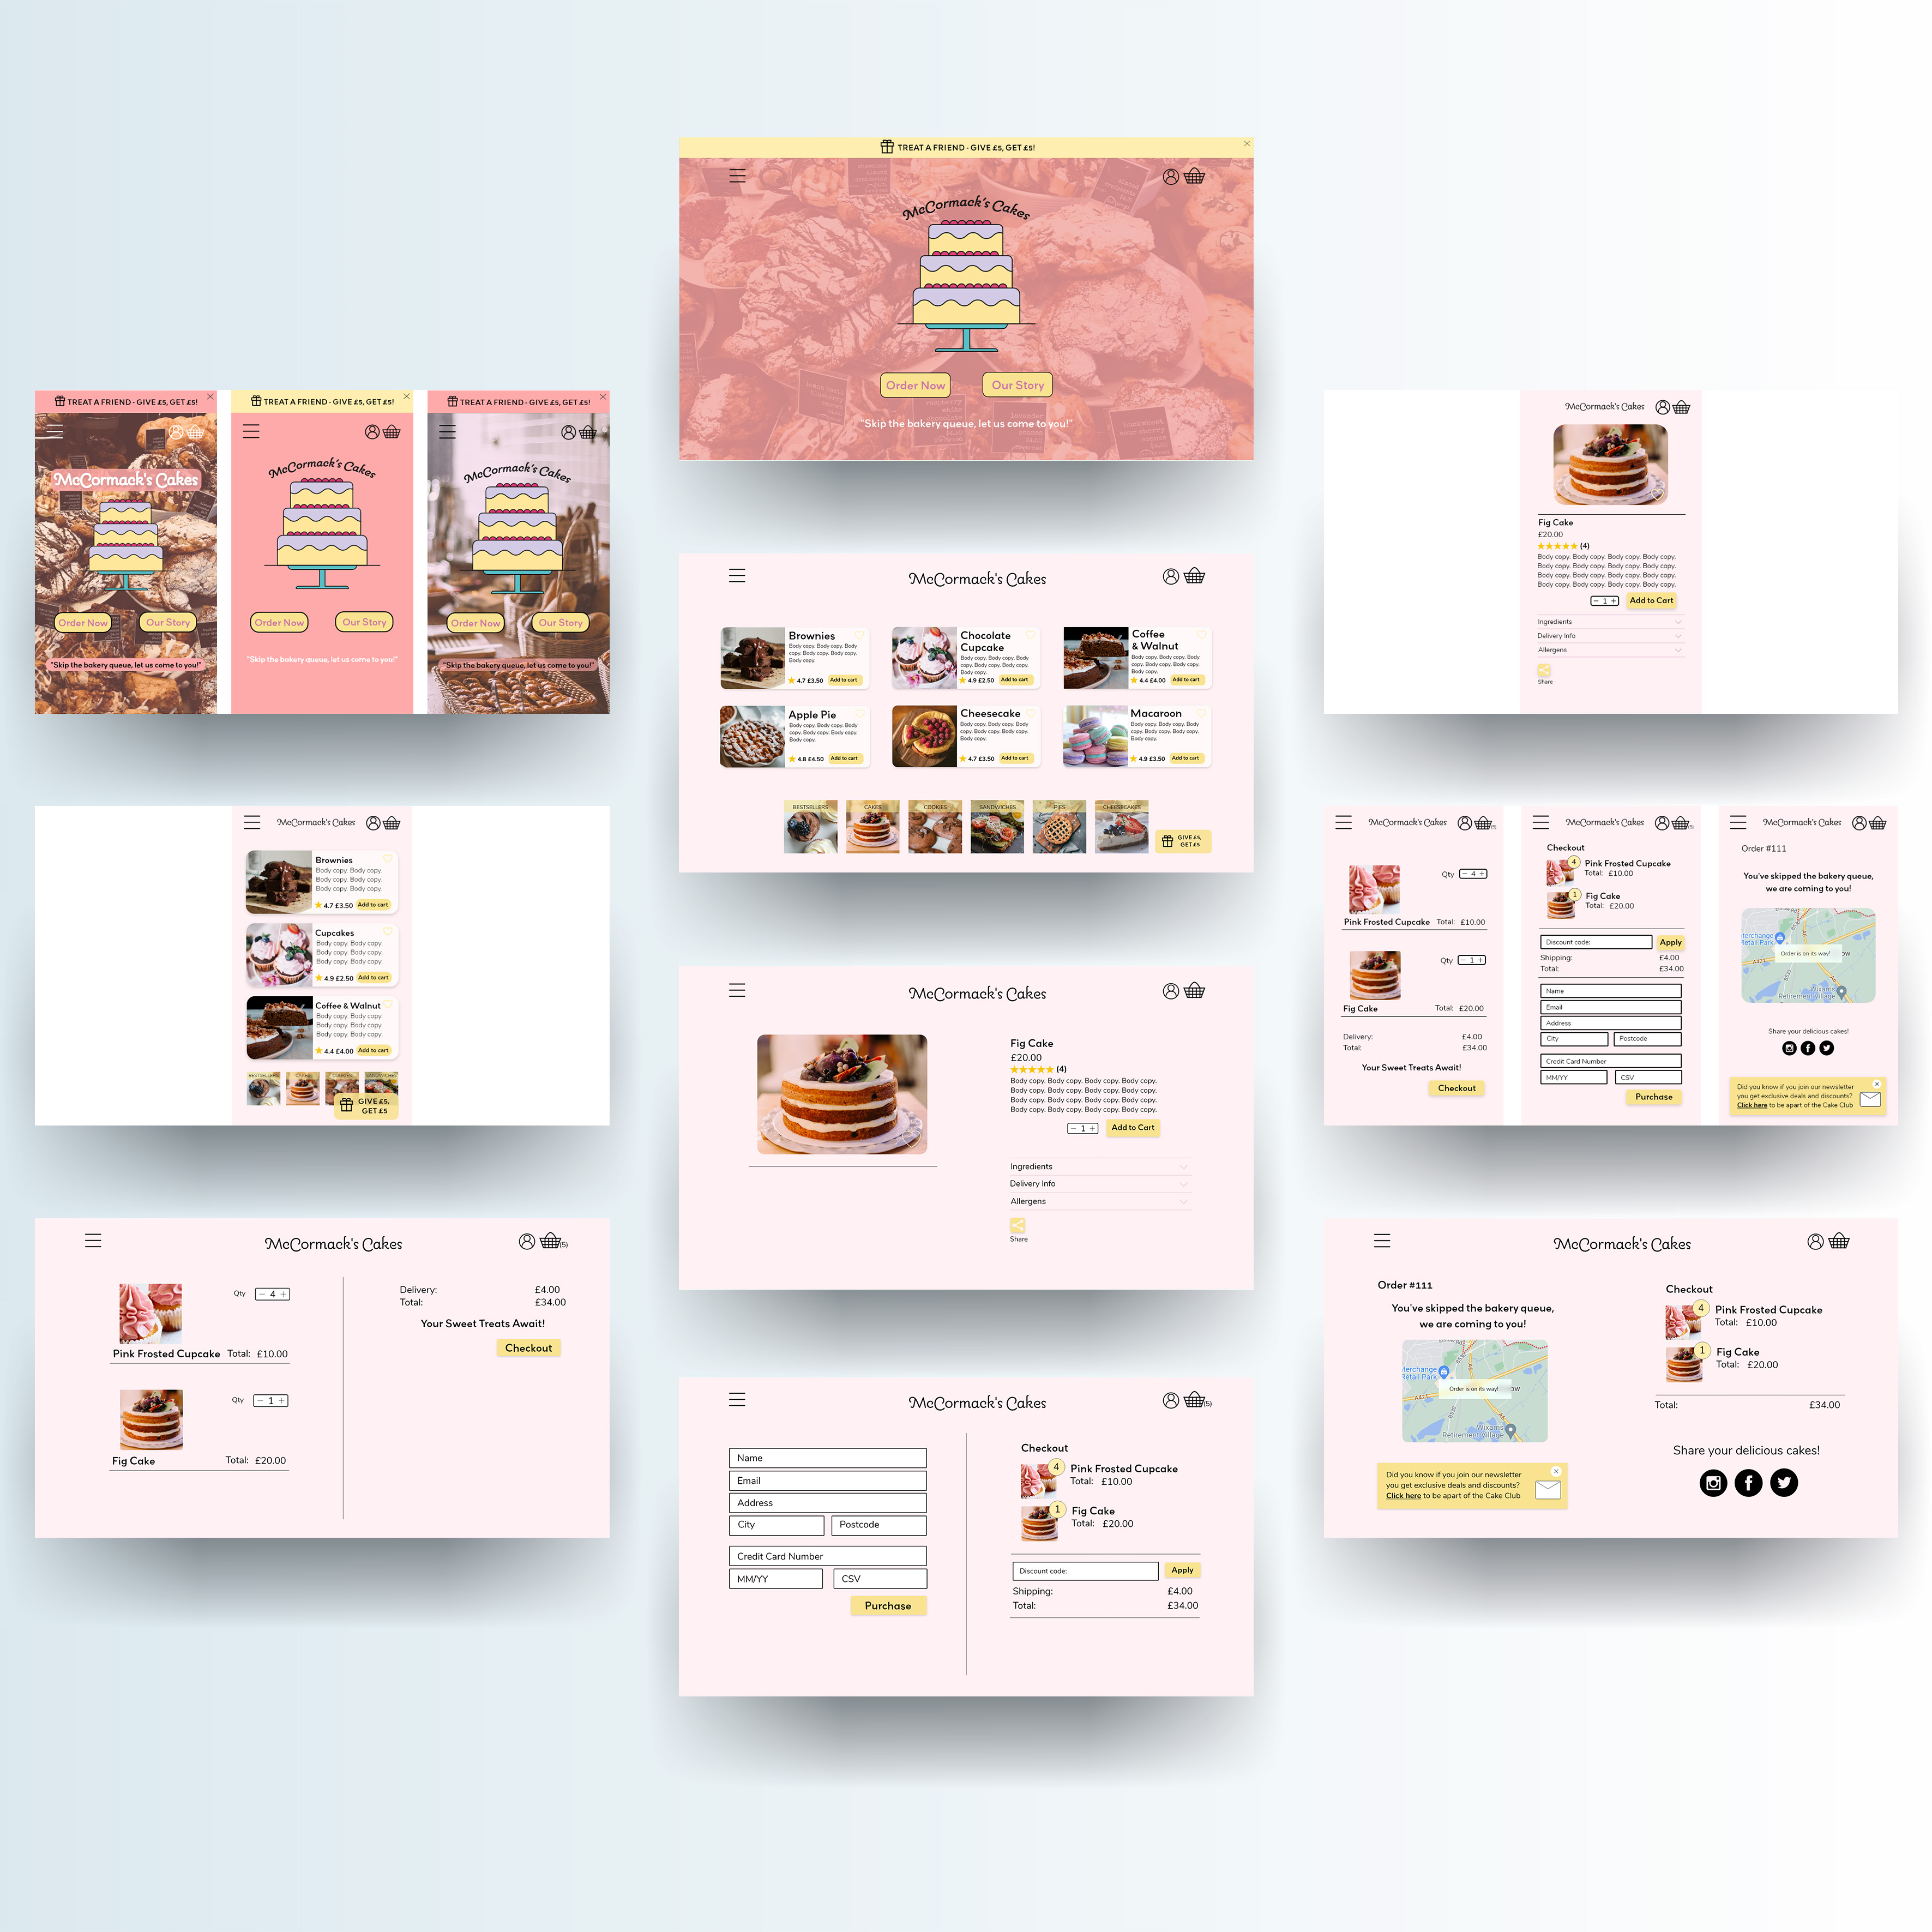 TREAT A FRIEND - GIVE £5, GET £5!
McCormack's Cakes
Order Now
Our Story
"Skip the bakery queue, let us come to you!"
TREAT A FRIEND - GIVE £5, GET £5!
McCormack's Cakes
Order Now
Our Story
"Skip the bakery queue, let us come to you!"
TREAT A FRIEND - GIVE £5, GET £5!
McCormack's Cakes
Order Now
Our Story
"Skip the bakery queue, let us come to you!"
TREAT A FRIEND - GIVE £5, GET £5!
McCormack's Cakes
Order Now
Our Story
"Skip the bakery queue, let us come to you!"
McCormack's Cakes
Fig Cake
£20.00
(4)
Body copy. Body copy. Body copy. Body copy.
Body copy. Body copy. Body copy. Body copy.
Body copy. Body copy. Body copy. Body copy.
Body copy. Body copy. Body copy. Body copy.
− 1 +
Add to Cart
Ingredients
Delivery Info
Allergens
Share
McCormack's Cakes
Brownies
Body copy. Body copy. Body
copy. Body copy. Body copy.
Body copy.
4.7 £3.50
Add to cart
Chocolate
Cupcake
Body copy. Body copy. Body
copy. Body copy. Body copy.
Body copy.
4.9 £2.50
Add to cart
Coffee
& Walnut
Body copy. Body copy. Body
copy. Body copy. Body copy.
Body copy.
4.4 £4.00
Add to cart
Apple Pie
Body copy. Body copy. Body
copy. Body copy. Body copy.
Body copy.
4.8 £4.50
Add to cart
Cheesecake
Body copy. Body copy. Body
copy. Body copy. Body copy.
Body copy.
4.7 £3.50
Add to cart
Macaroon
Body copy. Body copy. Body
copy. Body copy. Body copy.
Body copy.
4.9 £3.50
Add to cart
BESTSELLERS
CAKES
COOKIES
SANDWICHES
PIES
CHEESECAKES
GIVE £5,
GET £5
McCormack's Cakes
Brownies
Body copy. Body copy.
Body copy. Body copy.
Body copy. Body copy.
4.7 £3.50
Add to cart
Cupcakes
Body copy. Body copy.
Body copy. Body copy.
Body copy. Body copy.
4.9 £2.50
Add to cart
Coffee & Walnut
Body copy. Body copy.
Body copy. Body copy.
Body copy. Body copy.
4.4 £4.00
Add to cart
BESTSELLERS
CAKES
COOKIES
SANDWICHES
GIVE £5,
GET £5
McCormack's Cakes
(5)
Qty
− 4 +
Pink Frosted Cupcake
Total: £10.00
Qty
− 1 +
Fig Cake
Total: £20.00
Delivery: £4.00
Total: £34.00
Your Sweet Treats Await!
Checkout
McCormack's Cakes
(5)
Checkout
4
Pink Frosted Cupcake
Total: £10.00
1
Fig Cake
Total: £20.00
Discount code:
Apply
Shipping: £4.00
Total: £34.00
Name
Email
Address
City
Postcode
Credit Card Number
MM/YY
CSV
Purchase
McCormack's Cakes
Order #111
You've skipped the bakery queue,
we are coming to you!
terchange
Retail Park
A421
B530
Order is on its way!
OW
Wixams
Retirement Village
Share your delicious cakes!
Did you know if you join our newsletter
you get exclusive deals and discounts?
Click here to be apart of the Cake Club
McCormack's Cakes
Fig Cake
£20.00
(4)
Body copy. Body copy. Body copy. Body copy.
Body copy. Body copy. Body copy. Body copy.
Body copy. Body copy. Body copy. Body copy.
Body copy. Body copy. Body copy. Body copy.
− 1 +
Add to Cart
Ingredients
Delivery Info
Allergens
Share
McCormack's Cakes
(5)
Qty
− 4 +
Pink Frosted Cupcake
Total: £10.00
Qty
− 1 +
Fig Cake
Total: £20.00
Delivery: £4.00
Total: £34.00
Your Sweet Treats Await!
Checkout
McCormack's Cakes
(5)
Name
Email
Address
City
Postcode
Credit Card Number
MM/YY
CSV
Purchase
Checkout
4
Pink Frosted Cupcake
Total: £10.00
1
Fig Cake
Total: £20.00
Discount code:
Apply
Shipping: £4.00
Total: £34.00
McCormack's Cakes
Order #111
You've skipped the bakery queue,
we are coming to you!
terchange
Retail Park
A421
B530
Order is on its way!
OW
Wixams
Retirement Village
Did you know if you join our newsletter
you get exclusive deals and discounts?
Click here to be apart of the Cake Club
Checkout
4
Pink Frosted Cupcake
Total: £10.00
1
Fig Cake
Total: £20.00
Total: £34.00
Share your delicious cakes!